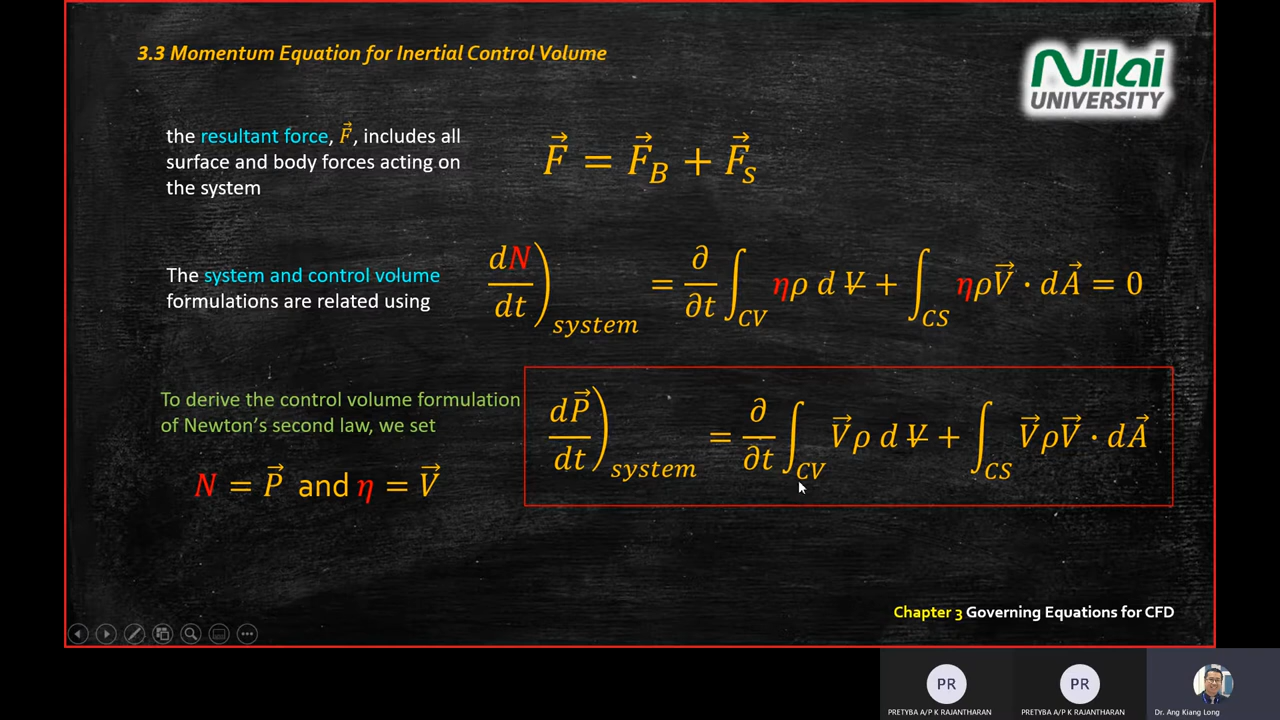 3.3 Momentum Equation for Inertial Control Volume
Nilai
UNIVERSITY
the resultant force, F⃗, includes all
surface and body forces acting on
the system
F⃗ = F⃗_B + F⃗_s
The system and control volume
formulations are related using
dN/dt)_system = ∂/∂t ∫_CV ηρ d V̶ + ∫_CS ηρV⃗ · dA⃗ = 0
To derive the control volume formulation
of Newton's second law, we set
N = P⃗ and η = V⃗
dP⃗/dt)_system = ∂/∂t ∫_CV V⃗ρ d V̶ + ∫_CS V⃗ρV⃗ · dA⃗
Chapter 3 Governing Equations for CFD
PR
PRETYBA A/P K RAJANTHARAN
PR
PRETYBA A/P K RAJANTHARAN
Dr. Ang Kiang Long